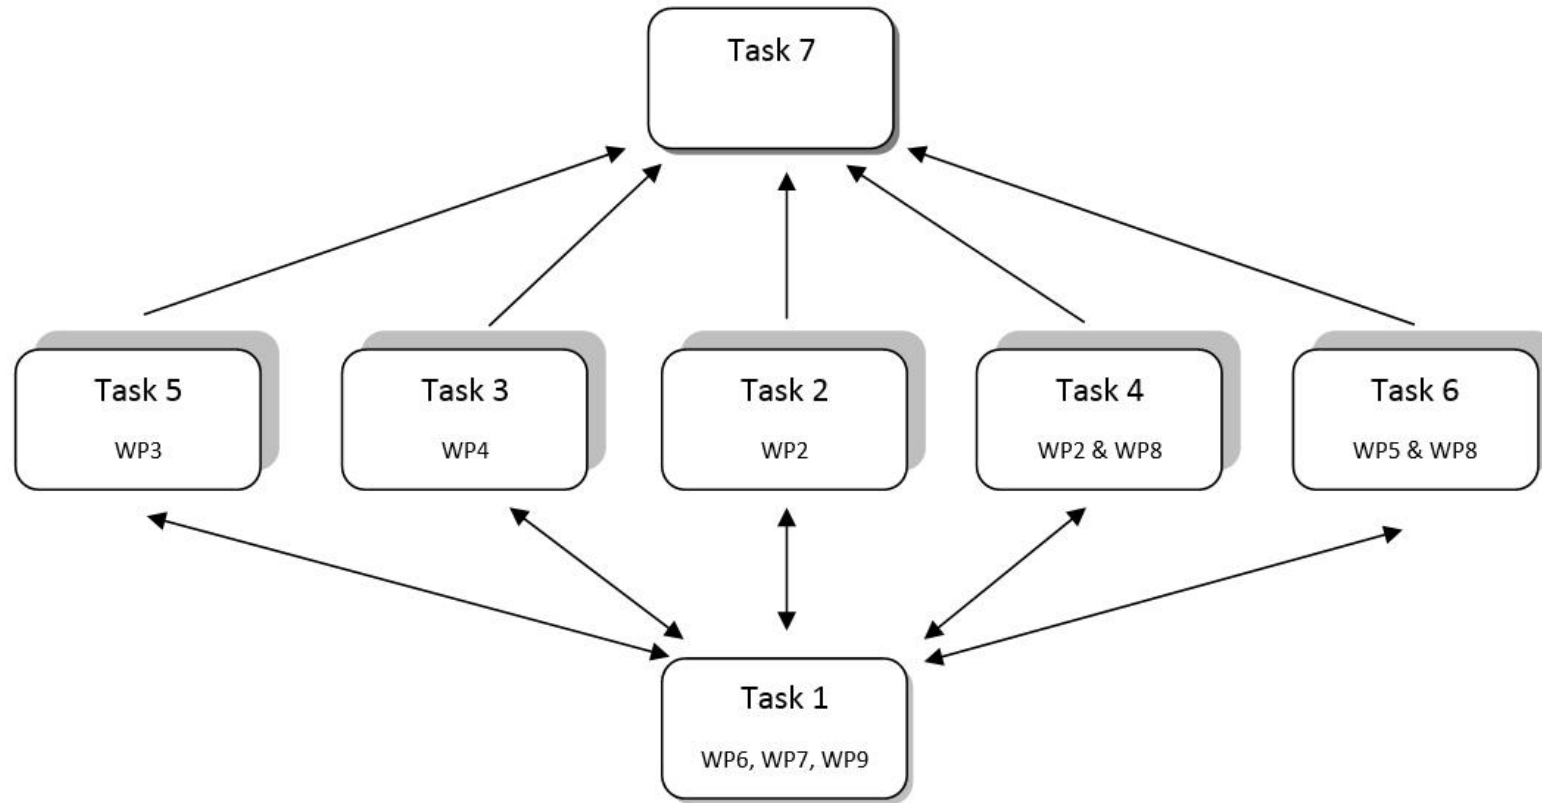 Task 7
Task 5
WP3
Task 3
WP4
Task 2
WP2
Task 4
WP2 & WP8
Task 6
WP5 & WP8
Task 1
WP6, WP7, WP9